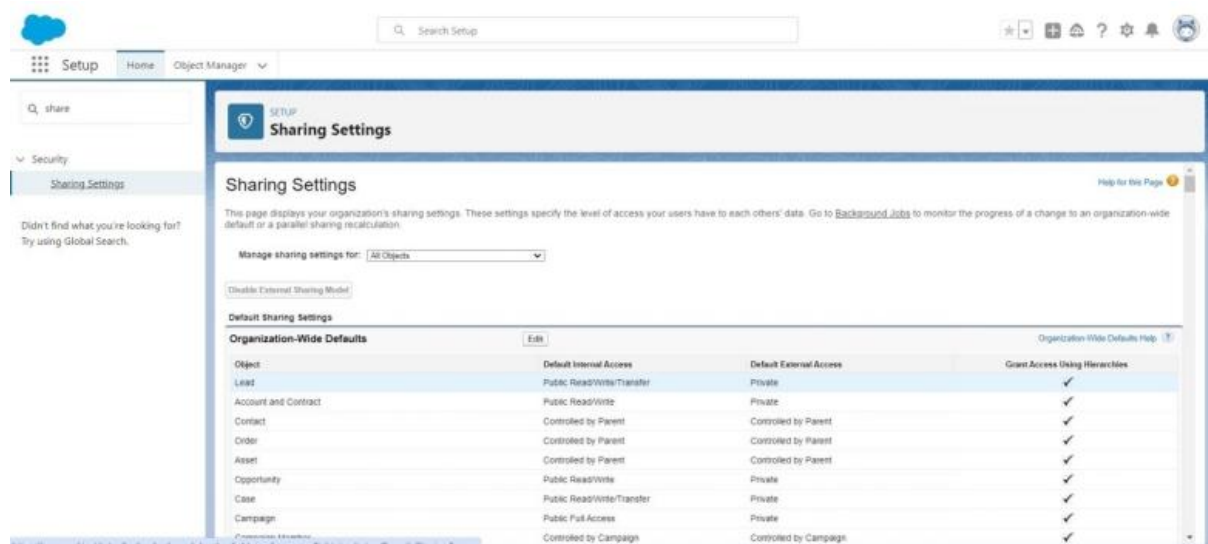 Search Setup
Setup Home Object Manager
share
Security
Sharing Settings
Didn't find what you're looking for?
Try using Global Search.
SETUP
Sharing Settings
Sharing Settings
Help for this Page
This page displays your organization's sharing settings. These settings specify the level of access your users have to each others' data. Go to Background Jobs to monitor the progress of a change to an organization-wide
default or a parallel sharing recalculation.
Manage sharing settings for: All Objects
Disable External Sharing Model
Default Sharing Settings
Organization-Wide Defaults Edit Organization-Wide Defaults Help ?
Object Default Internal Access Default External Access Grant Access Using Hierarchies
Lead Public Read/Write/Transfer Private ✓
Account and Contract Public Read/Write Private ✓
Contact Controlled by Parent Controlled by Parent ✓
Order Controlled by Parent Controlled by Parent ✓
Asset Controlled by Parent Controlled by Parent ✓
Opportunity Public Read/Write Private ✓
Case Public Read/Write/Transfer Private ✓
Campaign Public Full Access Private ✓
Campaign Member Controlled by Campaign Controlled by Campaign ✓